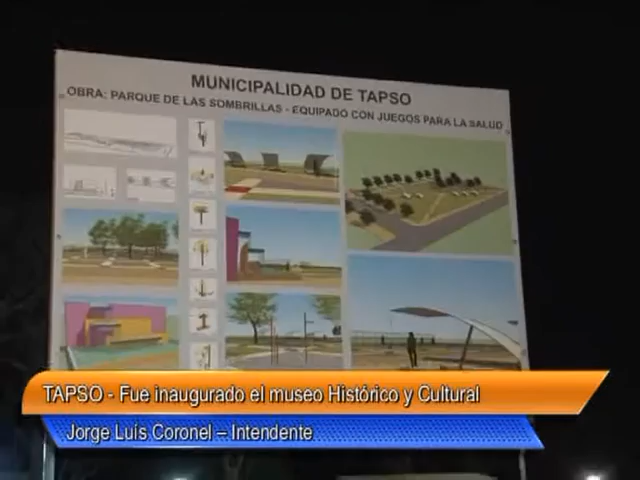 MUNICIPALIDAD DE TAPSO
OBRA: PARQUE DE LAS SOMBRILLAS - EQUIPADO CON JUEGOS PARA LA SALUD
TAPSO - Fue inaugurado el museo Histórico y Cultural
Jorge Luis Coronel – Intendente